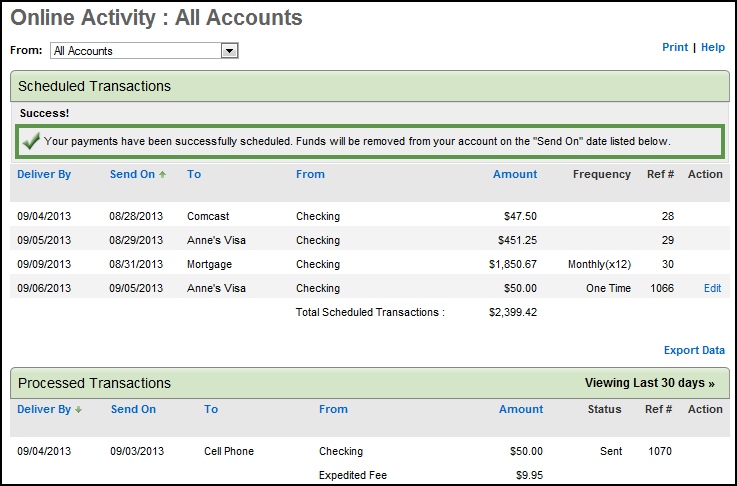 Online Activity : All Accounts
From: All Accounts
Print | Help
Scheduled Transactions
Success!
Your payments have been successfully scheduled. Funds will be removed from your account on the "Send On" date listed below.
Deliver By Send On To From Amount Frequency Ref # Action
09/04/2013 08/28/2013 Comcast Checking $47.50 28
09/05/2013 08/29/2013 Anne's Visa Checking $451.25 29
09/09/2013 08/31/2013 Mortgage Checking $1,850.67 Monthly(x12) 30
09/06/2013 09/05/2013 Anne's Visa Checking $50.00 One Time 1066 Edit
Total Scheduled Transactions : $2,399.42
Export Data
Processed Transactions Viewing Last 30 days »
Deliver By Send On To From Amount Status Ref # Action
09/04/2013 09/03/2013 Cell Phone Checking $50.00 Sent 1070
Expedited Fee $9.95